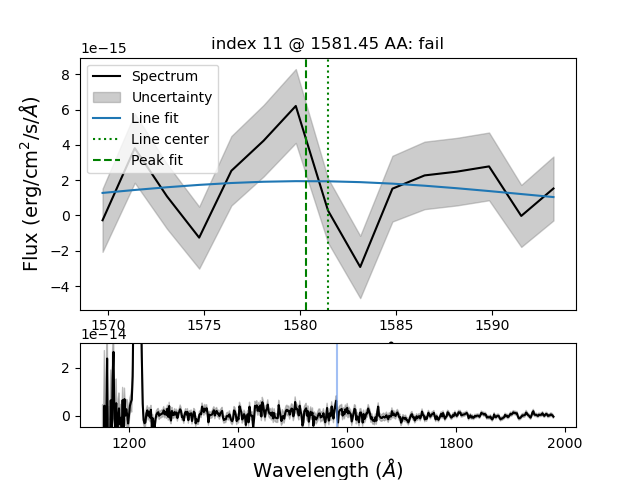 index 11 @ 1581.45 AA: fail
1e−15
Spectrum
Uncertainty
Line fit
Line center
Peak fit
8
6
4
2
0
−2
−4
Flux (erg/cm²/s/Å)
1570 1575 1580 1585 1590
1e−14
2
0
1200 1400 1600 1800 2000
Wavelength (Å)